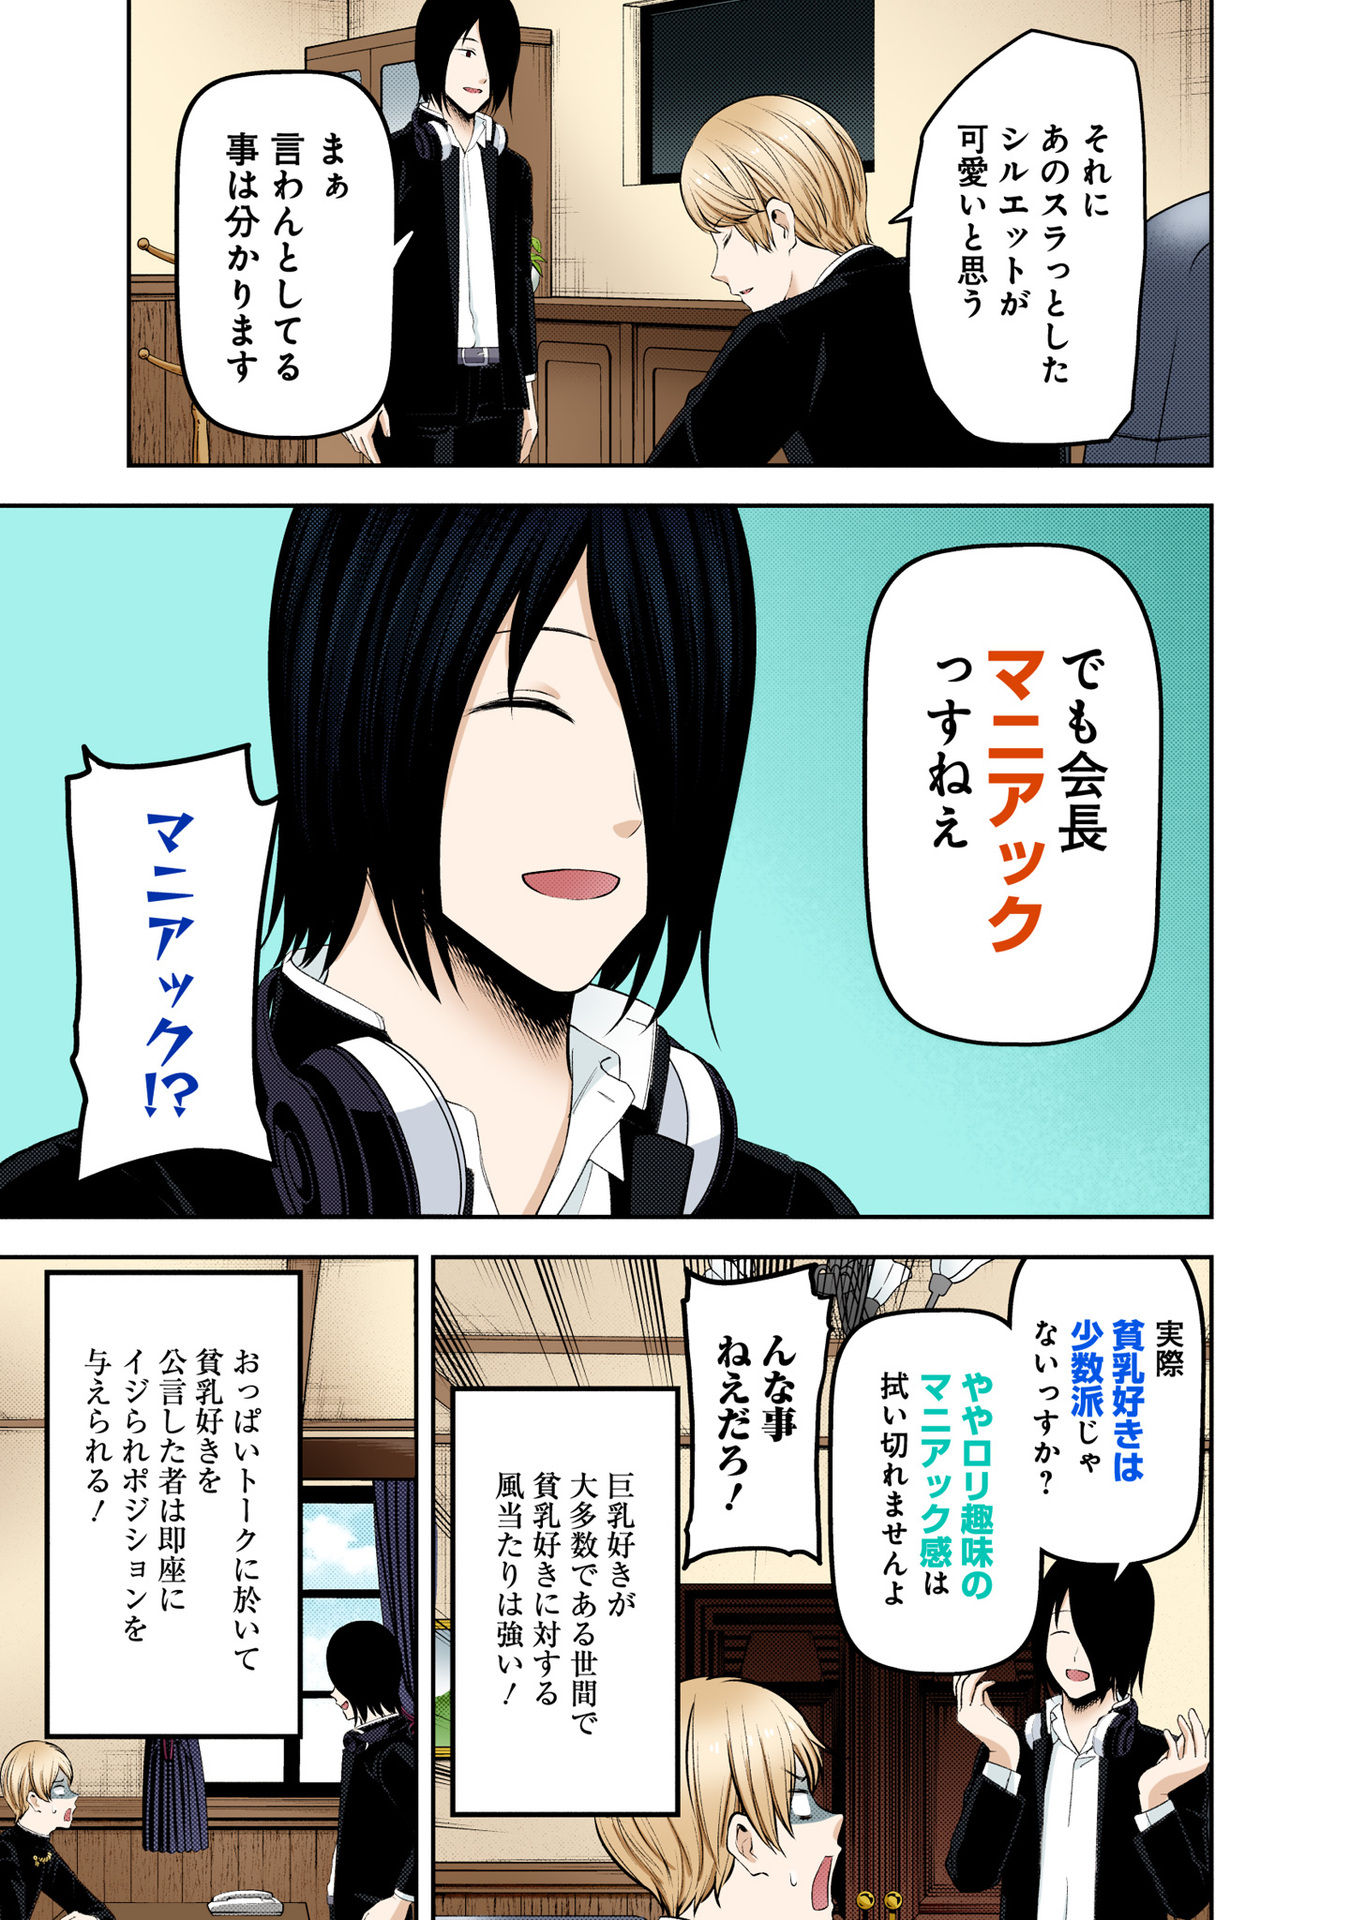 それに
あのスラっとした
シルエットが
可愛いと思う
まぁ
言わんとしてる
事は分かります
でも会長
マニアック
っすねえ
マニアック!?
実際
貧乳好きは
少数派じゃ
ないっすか?
ややロリ趣味の
マニアック感は
拭い切れませんよ
んな事
ねえだろ!
巨乳好きが
大多数である世間で
貧乳好きに対する
風当たりは強い!
おっぱいトークに於いて
貧乳好きを
公言した者は即座に
イジられポジションを
与えられる!